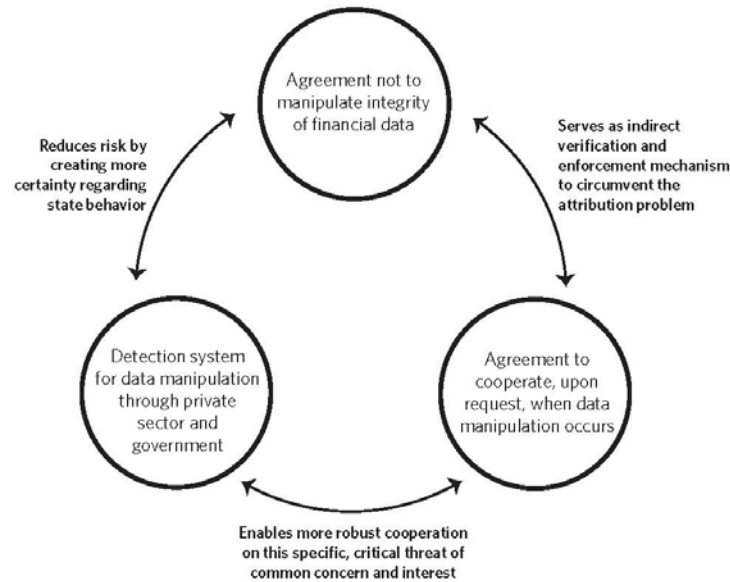 Agreement not to
manipulate integrity
of financial data
Reduces risk by
creating more
certainty regarding
state behavior
Serves as indirect
verification and
enforcement mechanism
to circumvent the
attribution problem
Detection system
for data manipulation
through private
sector and
government
Agreement to
cooperate, upon
request, when data
manipulation occurs
Enables more robust cooperation
on this specific, critical threat of
common concern and interest